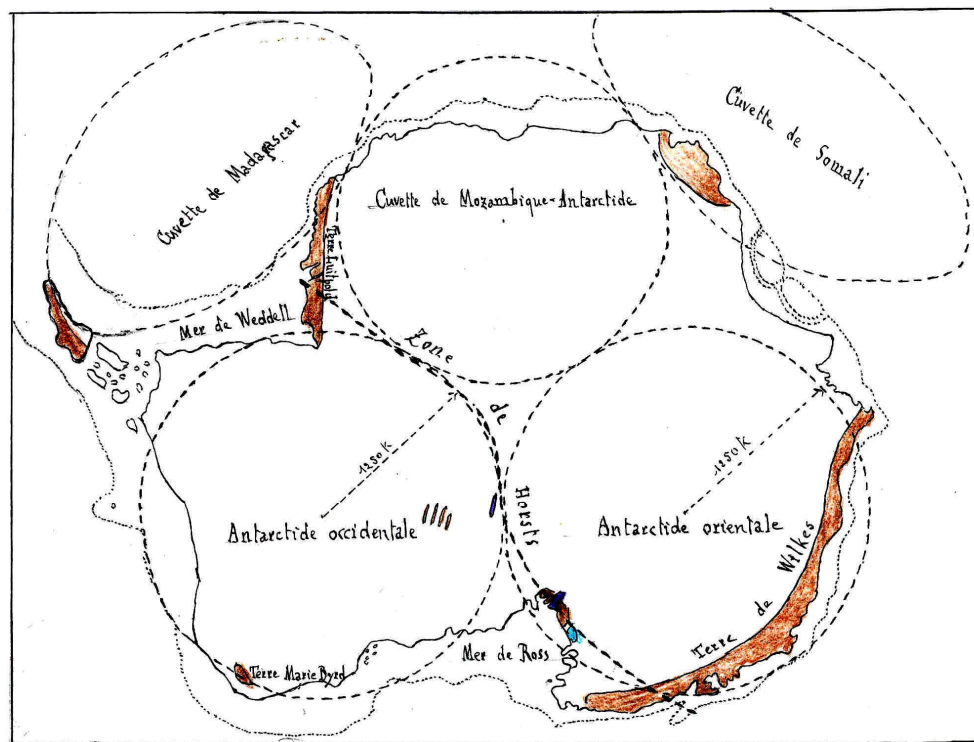 Cuvette de Madagascar
Cuvette de Somali
Cuvette de Mozambique-Antarctide
Terre Luitpold
Mer de Weddell
Zone
de
Horsts
1250 K
1250 K
Antarctide occidentale
Antarctide orientale
Terre de Wilkes
Mer de Ross
Terre Marie Byrd